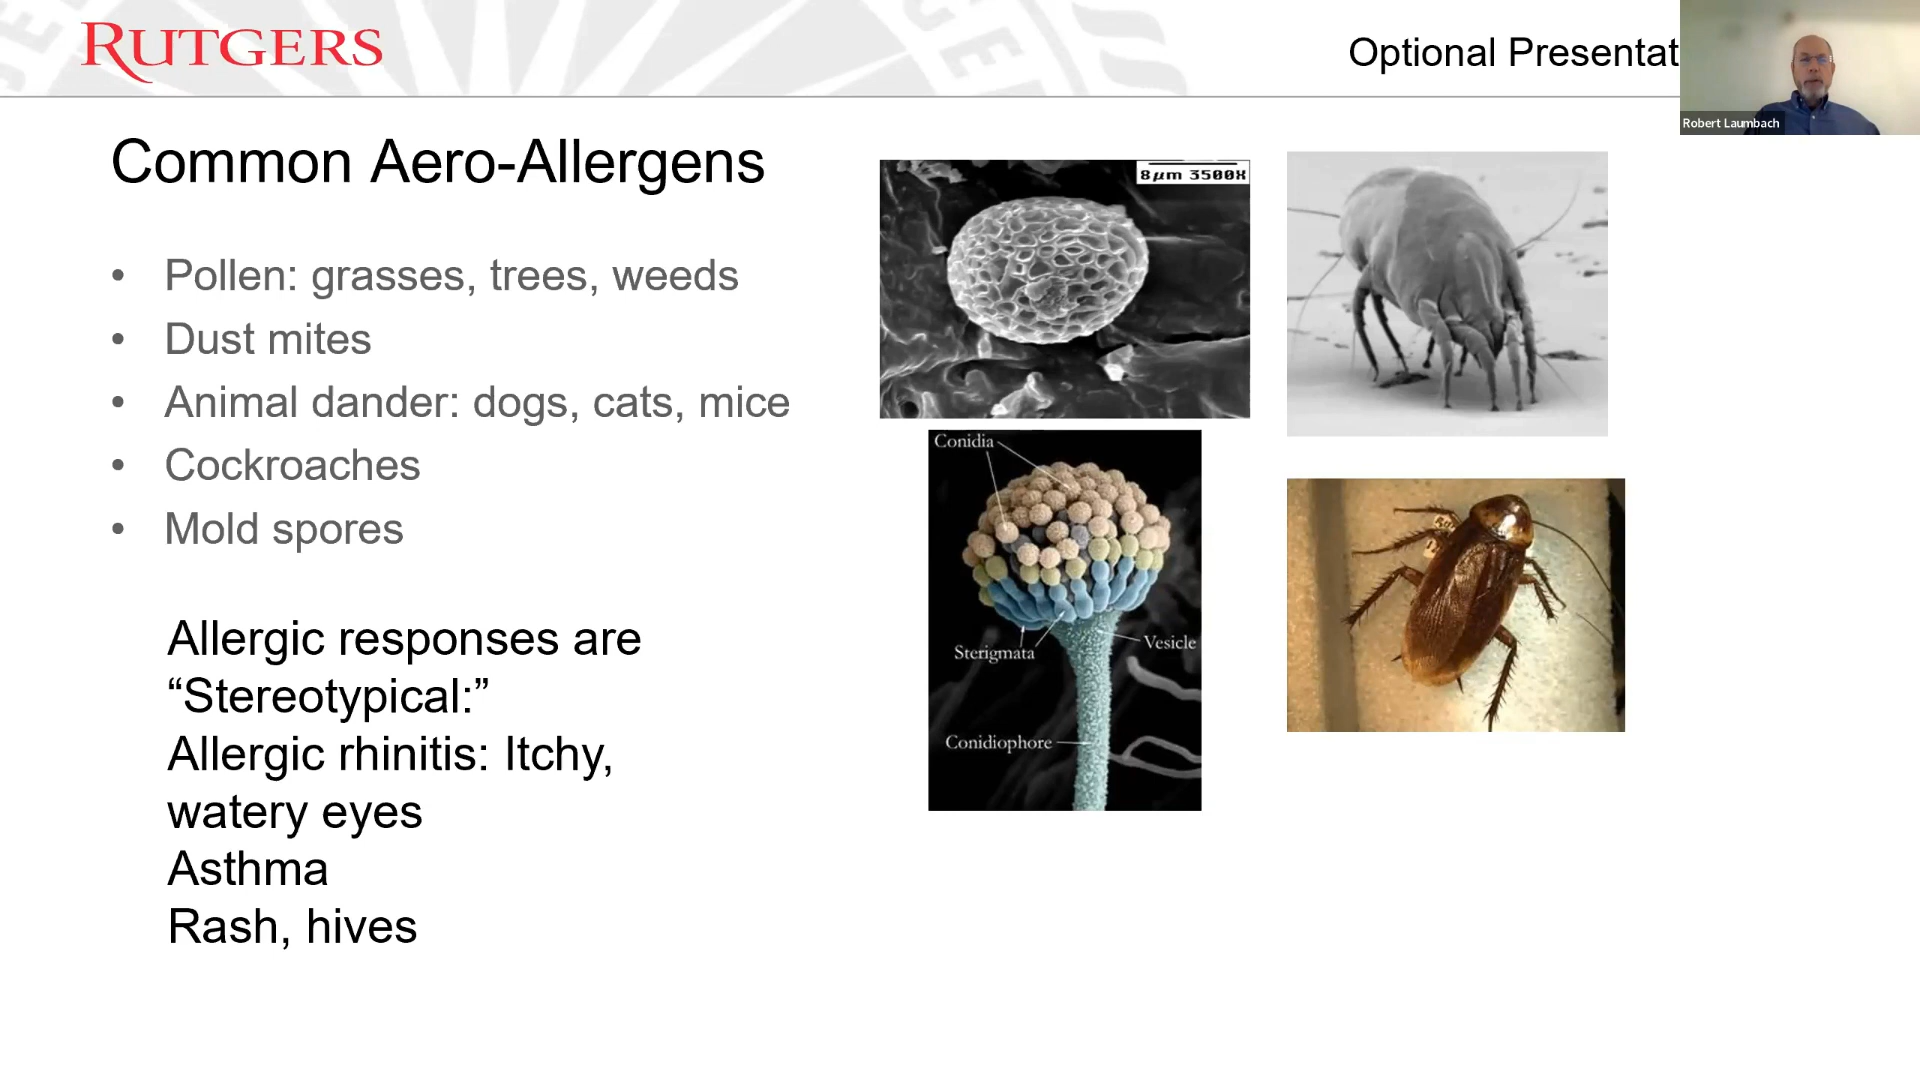 RUTGERS
Optional Presentat
Robert Laumbach
Common Aero-Allergens
• Pollen: grasses, trees, weeds
• Dust mites
• Animal dander: dogs, cats, mice
• Cockroaches
• Mold spores
Allergic responses are
“Stereotypical:”
Allergic rhinitis: Itchy,
watery eyes
Asthma
Rash, hives
8μm 3500X
Conidia
Sterigmata
Vesicle
Conidiophore